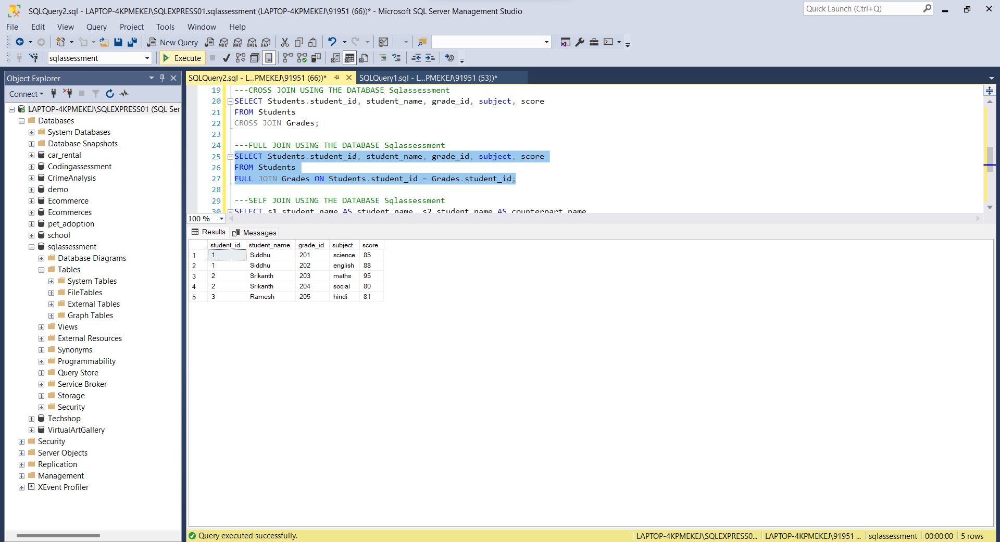 SQLQuery2.sql - LAPTOP-4KPMEKEJ\SQLEXPRESS01.sqlassessment (LAPTOP-4KPMEKEJ\91951 (66))* - Microsoft SQL Server Management Studio
Quick Launch (Ctrl+Q)
File Edit View Query Project Tools Window Help
New Query MDX DMX XMLA DAX
sqlassessment Execute
Object Explorer
Connect
LAPTOP-4KPMEKEJ\SQLEXPRESS01 (SQL Ser
Databases
System Databases
Database Snapshots
car_rental
Codingassessment
CrimeAnalysis
demo
Ecommerce
Ecommerces
pet_adoption
school
sqlassessment
Database Diagrams
Tables
System Tables
FileTables
External Tables
Graph Tables
Views
External Resources
Synonyms
Programmability
Query Store
Service Broker
Storage
Security
Techshop
VirtualArtGallery
Security
Server Objects
Replication
Management
XEvent Profiler
SQLQuery2.sql - L...PMEKEJ\91951 (66))* SQLQuery1.sql - L...PMEKEJ\91951 (53))*
19 ---CROSS JOIN USING THE DATABASE Sqlassessment
20 SELECT Students.student_id, student_name, grade_id, subject, score
21 FROM Students
22 CROSS JOIN Grades;
23
24 ---FULL JOIN USING THE DATABASE Sqlassessment
25 SELECT Students.student_id, student_name, grade_id, subject, score
26 FROM Students
27 FULL JOIN Grades ON Students.student_id = Grades.student_id;
28
29 ---SELF JOIN USING THE DATABASE Sqlassessment
30 SELECT s1.student_name AS student_name, s2.student_name AS counterpart_name
100 %
Results Messages
student_id student_name grade_id subject score
1 1 Siddhu 201 science 85
2 1 Siddhu 202 english 88
3 2 Srikanth 203 maths 95
4 2 Srikanth 204 social 80
5 3 Ramesh 205 hindi 81
Query executed successfully.
LAPTOP-4KPMEKEJ\SQLEXPRESS0... LAPTOP-4KPMEKEJ\91951 ... sqlassessment 00:00:00 5 rows